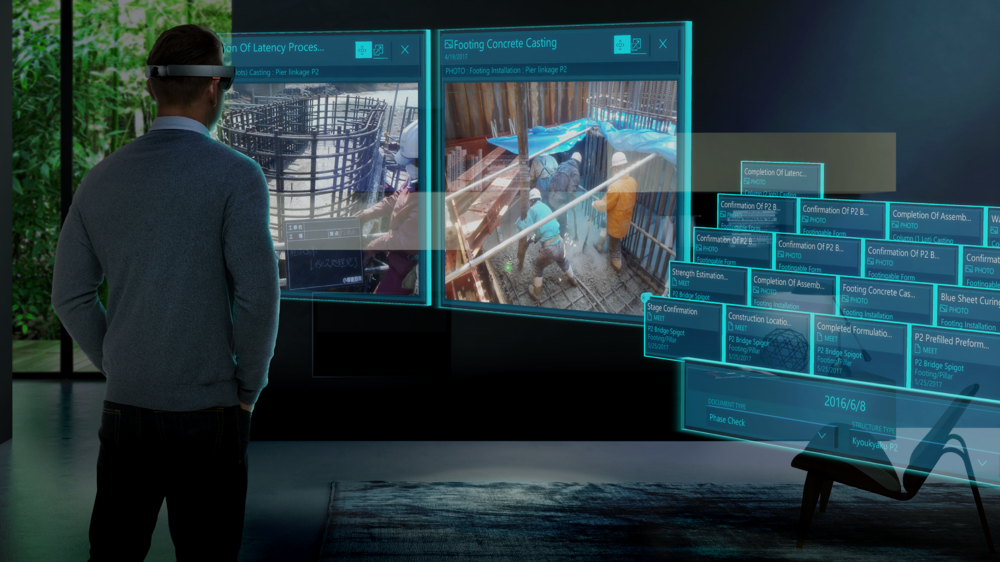 on Of Latency Proces...
lots) Casting : Pier linkage P2
工事名
工 種
測点
レイタンス処理完了
小柳建設㈱
Footing Concrete Casting
4/19/2017
PHOTO : Footing Installation : Pier linkage P2
Completion Of Latenc...
PHOTO
Column (2 lots) Casting
Confirmation Of P2 B...
PHOTO
Footingable Form
Confirmation Of P2 B...
PHOTO
Footingable Form
Completion Of Assemb...
PHOTO
Column (1 Lot) Casting
Wa
Co
Confirmation Of P2 B...
PHOTO
Footingable Form
Confirmation Of P2 B...
PHOTO
Footingable Form
Confirmation Of P2 B...
PHOTO
Footingable Form
Confirmat
PHOTO
Footingable
Strength Estimation...
MEET
P2 Bridge Spigot
Completion Of Assemb...
PHOTO
Footing Installation
Footing Concrete Cas...
PHOTO
Footing Installation
Blue Sheet Curing
PHOTO
Footing Installation
Stage Confirmation
MEET
P2 Bridge Spigot
Footing/Pillar
5/25/2017
Construction Locatio...
MEET
P2 Bridge Spigot
Footing/Pillar
5/25/2017
Completed Formulatio...
MEET
P2 Bridge Spigot
Footing/Pillar
5/25/2017
P2 Prefilled Preform...
MEET
P2 Bridge Spigot
Footing/Pillar
5/25/2017
2016/6/8
DOCUMENT TYPE
Phase Check
STRUCTURE TYPE
Kyoukyaku P2